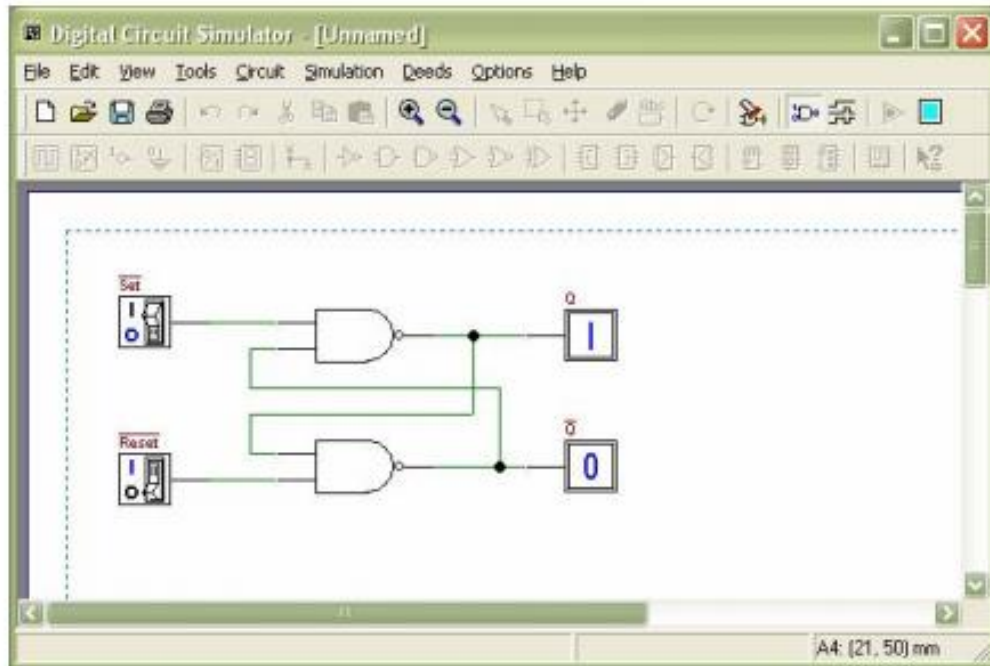 Digital Circuit Simulator - [Unnamed]
File Edit View Tools Circuit Simulation Deeds Options Help
Set
I
O
Q
I
Reset
I
O
Q
0
A4: (21, 50) mm